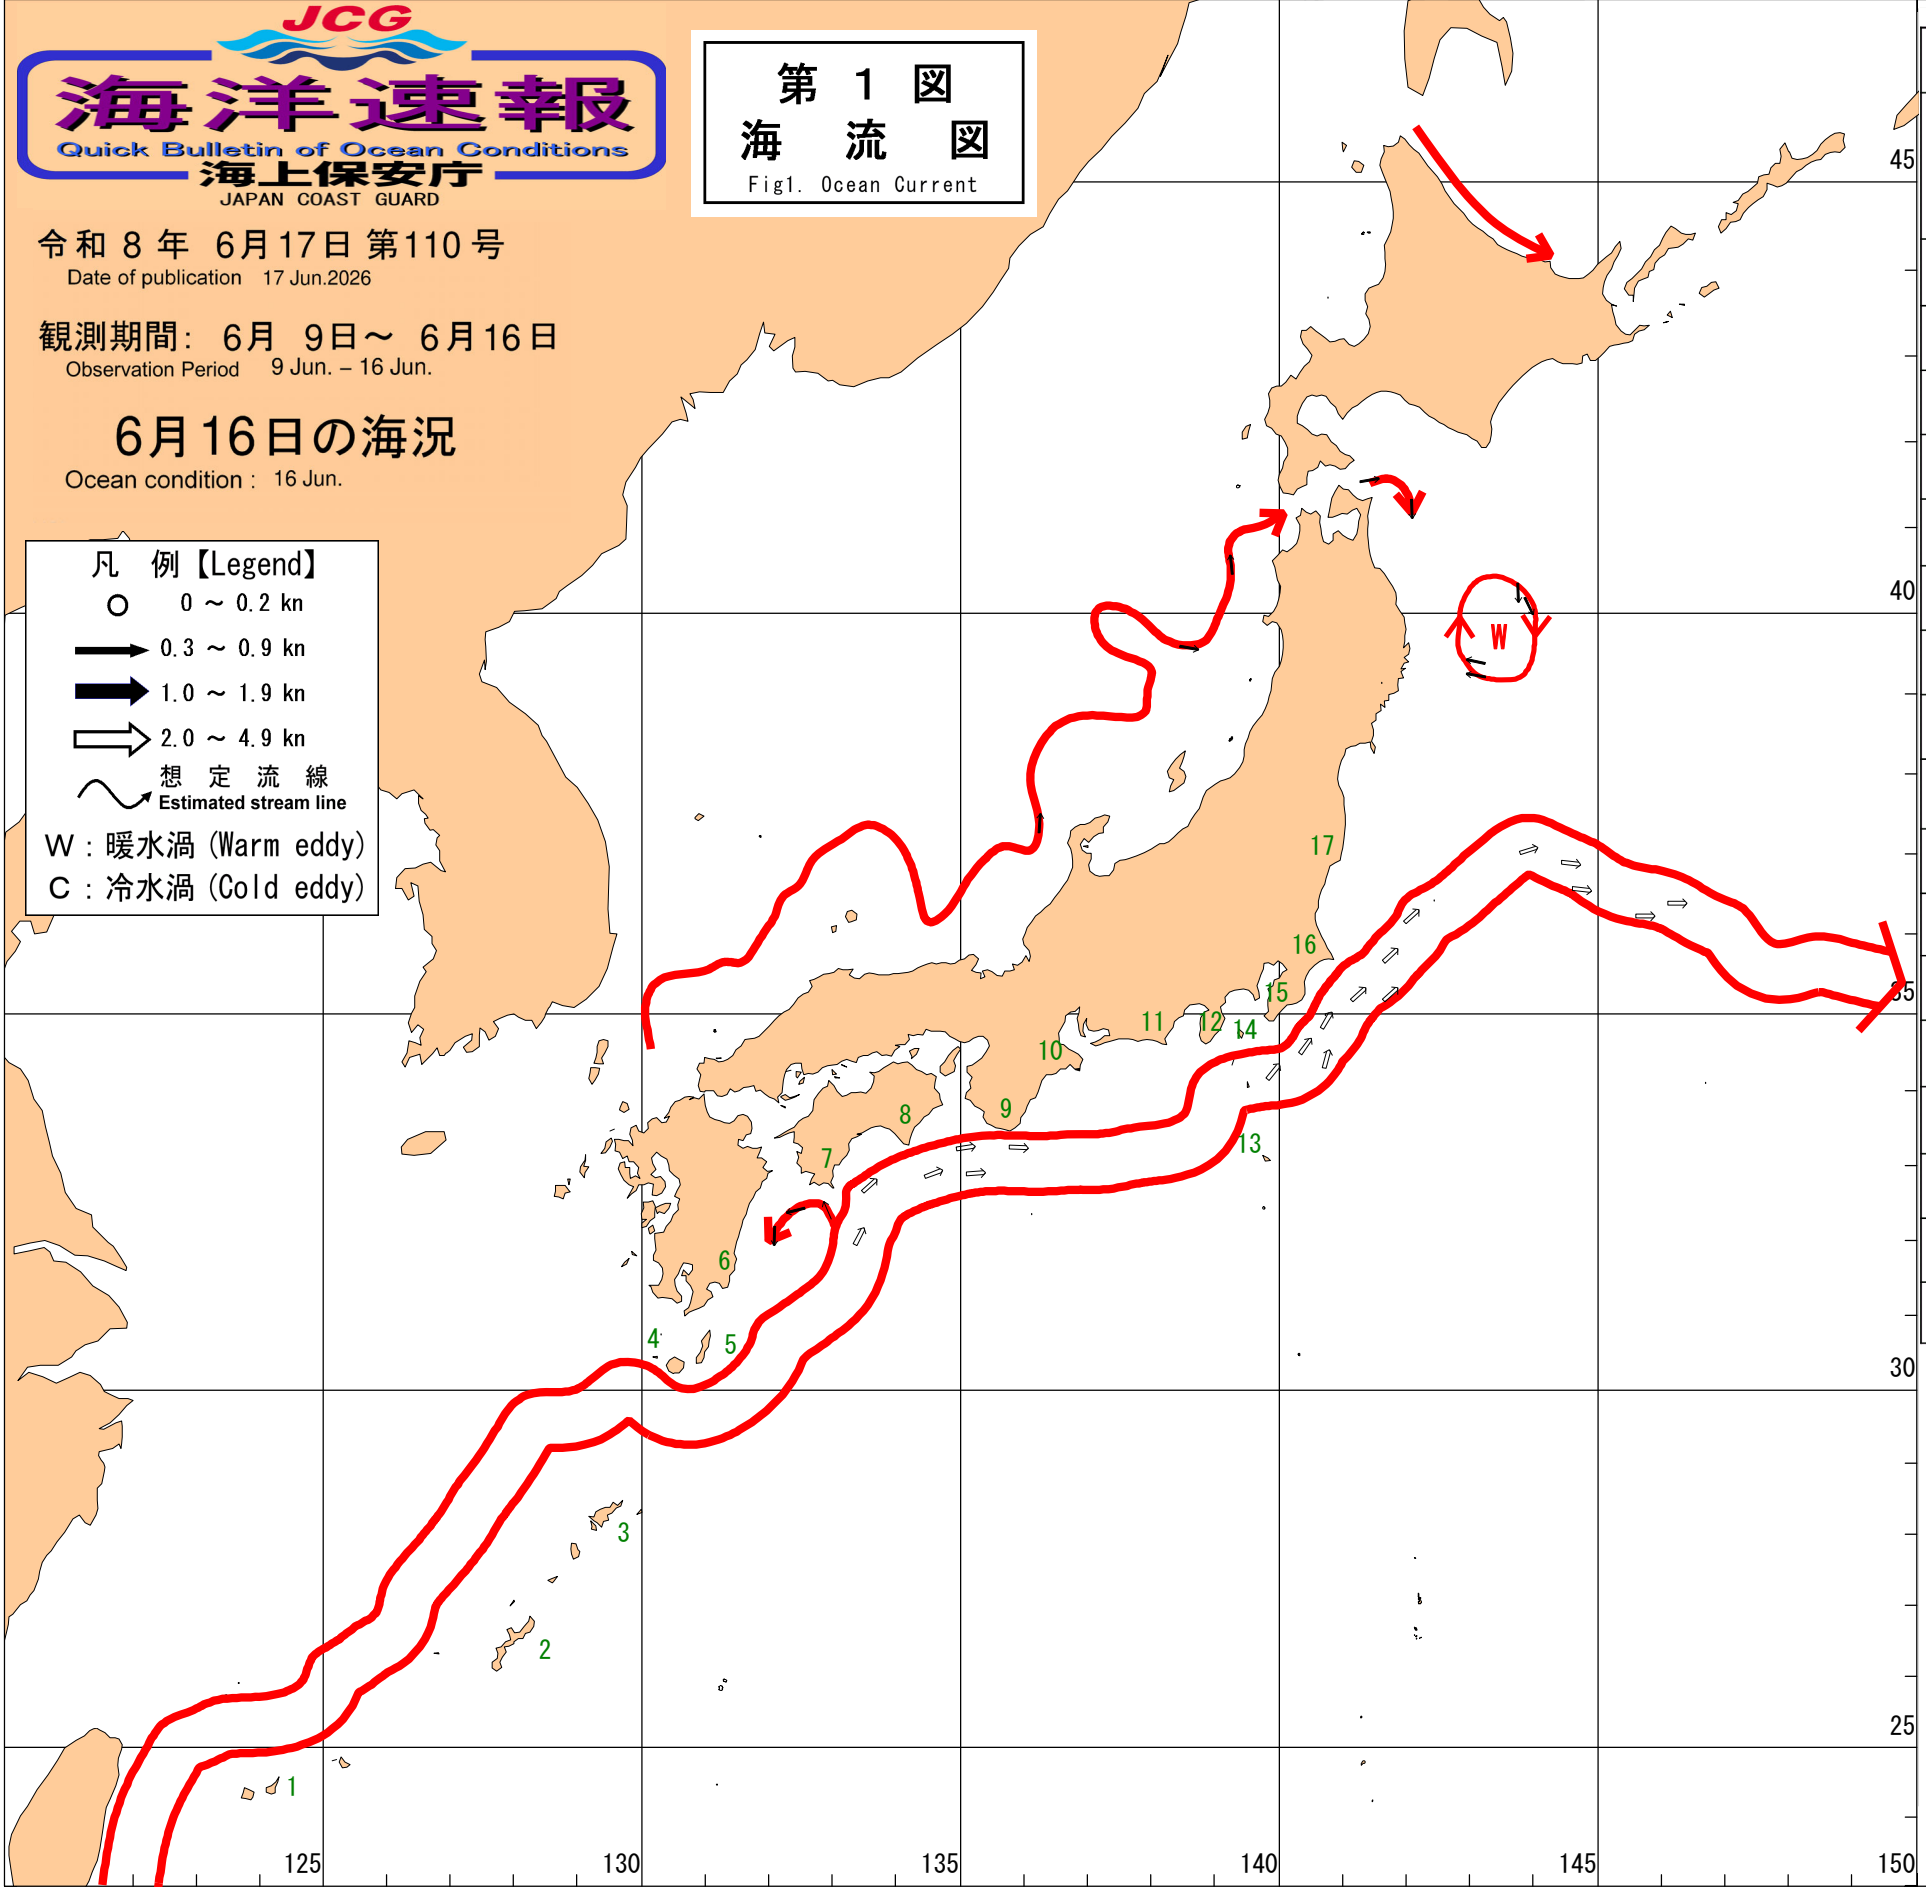 JCG
海洋速報
Quick Bulletin of Ocean Conditions
海上保安庁
JAPAN COAST GUARD
令和 8 年 6月17日 第110号
Date of publication 17 Jun.2026
観測期間: 6月 9日～ 6月16日
Observation Period 9 Jun. – 16 Jun.
6月16日の海況
Ocean condition : 16 Jun.
第 1 図
海 流 図
Fig1. Ocean Current
凡 例【Legend】
0 ～ 0.2 kn
0.3 ～ 0.9 kn
1.0 ～ 1.9 kn
2.0 ～ 4.9 kn
想 定 流 線
Estimated stream line
W : 暖水渦 (Warm eddy)
C : 冷水渦 (Cold eddy)
45
40
W
17
16
15
35
11
12
14
10
9
8
13
7
6
4
5
30
3
2
25
1
125
130
135
140
145
150